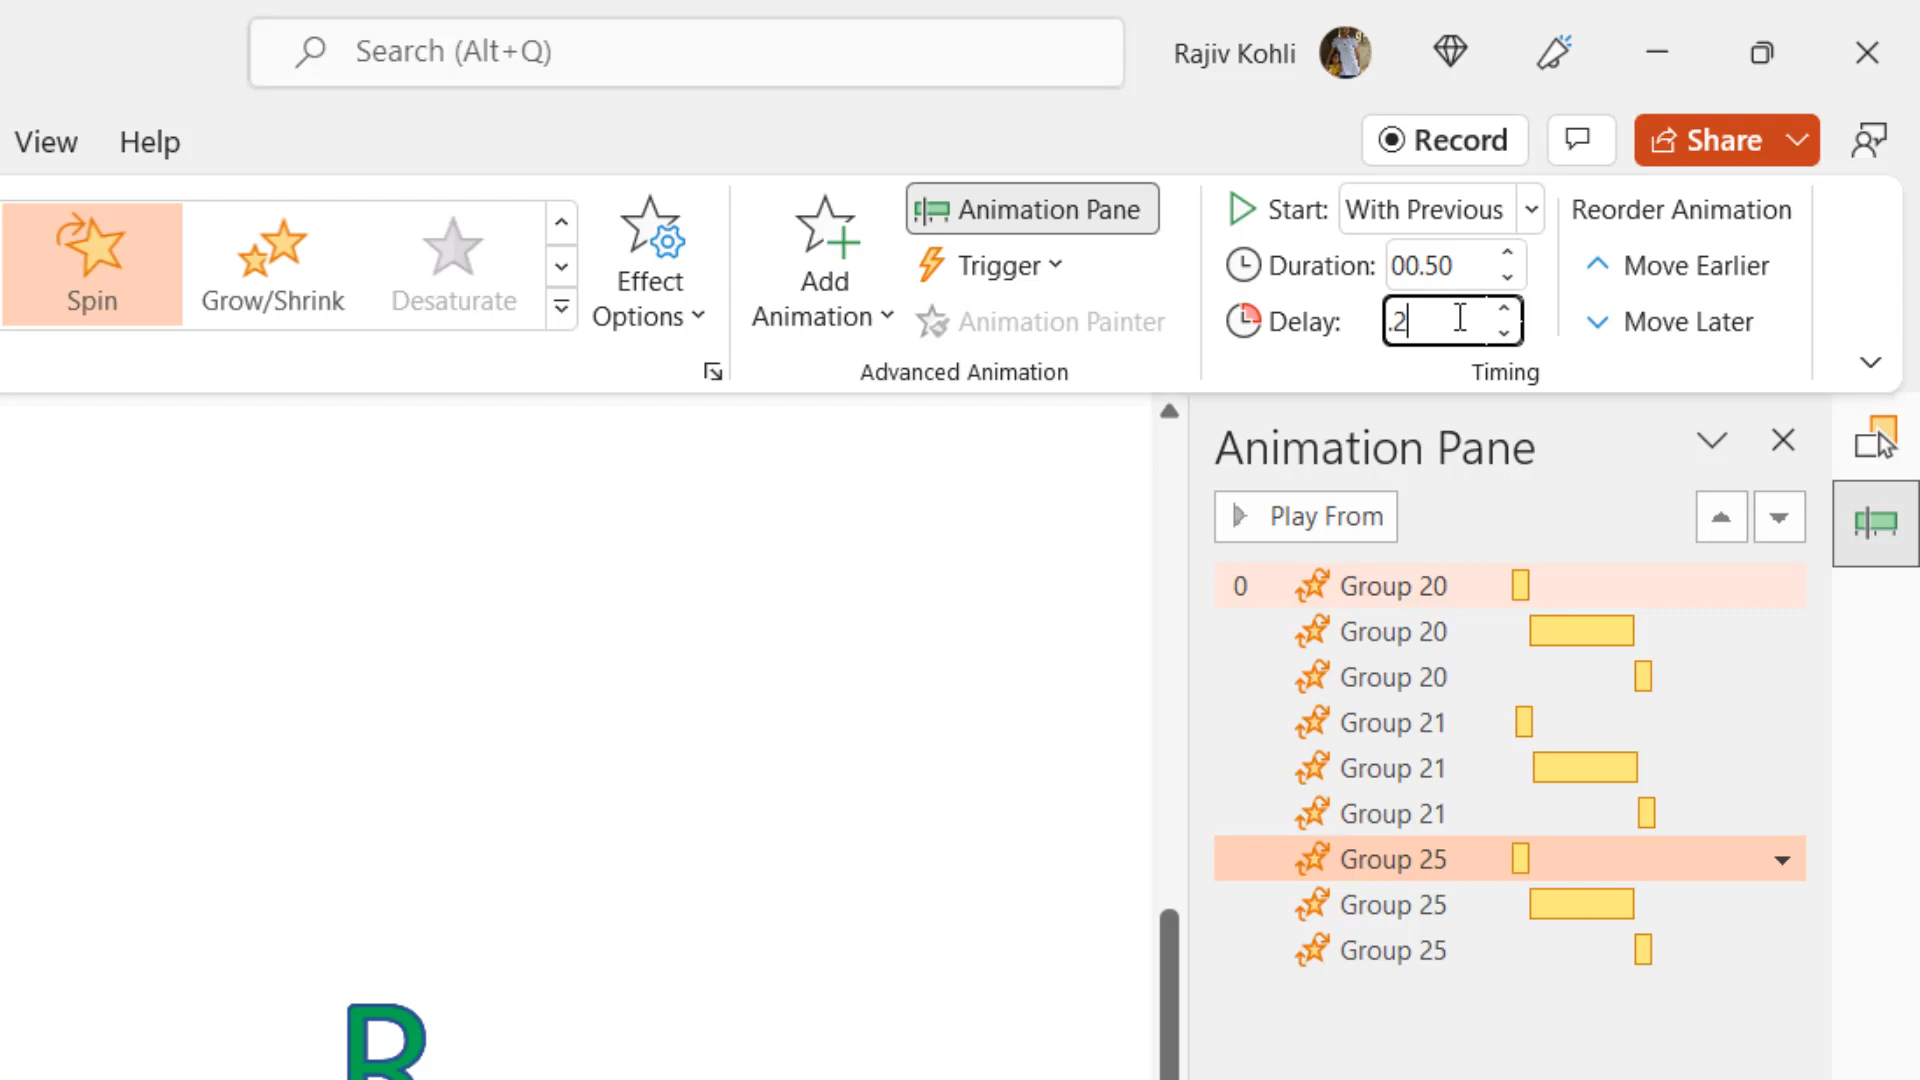 Search (Alt+Q)
Rajiv Kohli
View Help
Record
Share
Spin
Grow/Shrink
Desaturate
Effect
Options
Add
Animation
Animation Pane
Trigger
Animation Painter
Advanced Animation
Start: With Previous
Duration: 00.50
Delay: .2
Reorder Animation
Move Earlier
Move Later
Timing
Animation Pane
Play From
0 Group 20
Group 20
Group 20
Group 21
Group 21
Group 21
Group 25
Group 25
Group 25
R